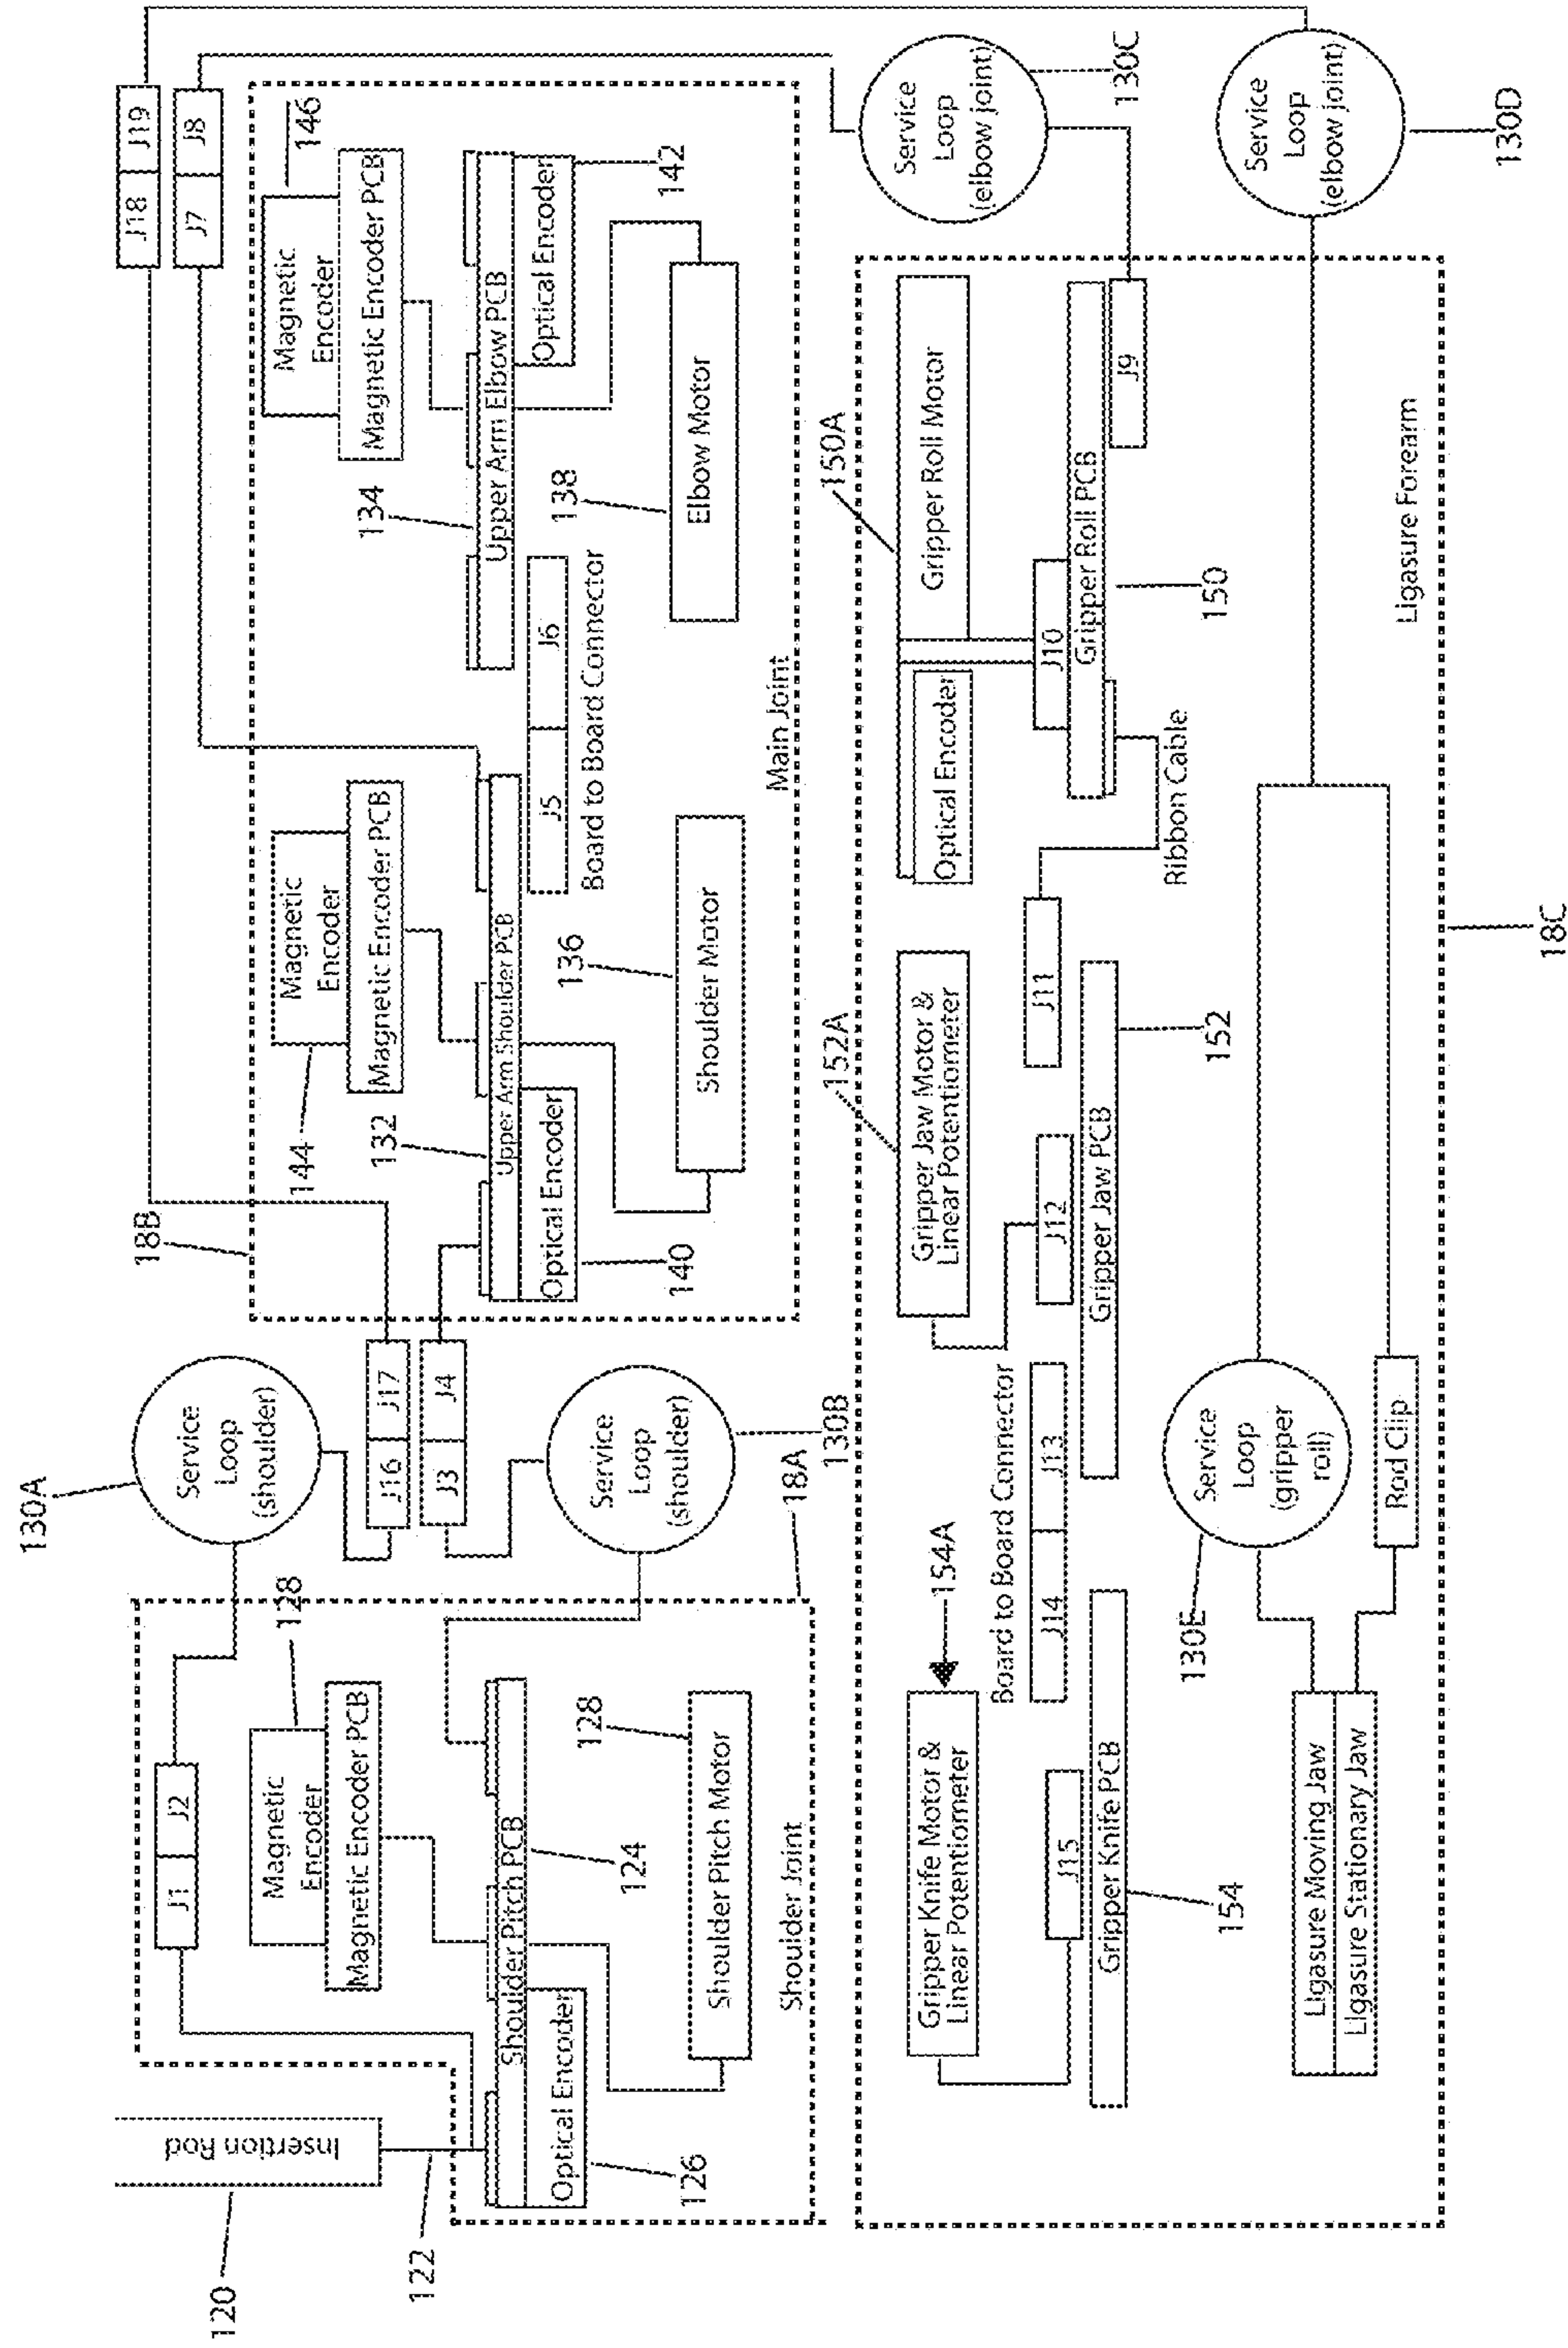 120
Insertion Rod
122
J1
J2
Magnetic
Encoder
128
Magnetic Encoder PCB
Shoulder Pitch PCB
124
Optical Encoder
126
128
Shoulder Pitch Motor
Shoulder Joint
18A
130A
Service
Loop
(shoulder)
J16
J17
J3
J4
Service
Loop
(shoulder)
130B
18B
144
Magnetic
Encoder
Magnetic Encoder PCB
132
Upper Arm Shoulder PCB
Optical Encoder
140
136
Shoulder Motor
J5
J6
Board to Board Connector
Main Joint
146
Magnetic
Encoder
Magnetic Encoder PCB
134
Upper Arm Elbow PCB
Optical Encoder
142
138
Elbow Motor
J18
J19
J7
J8
Service
Loop
(elbow joint)
130C
Service
Loop
(elbow joint)
130D
154A
Gripper Knife Motor &
Linear Potentiometer
J15
Gripper Knife PCB
154
Board to Board Connector
J14
J13
152A
Gripper Jaw Motor &
Linear Potentiometer
J12
J11
Gripper Jaw PCB
152
150A
Optical Encoder
Gripper Roll Motor
J10
Gripper Roll PCB
J9
150
Ribbon Cable
130E
Service
Loop
(gripper
roll)
Rod Clip
Ligasure Moving Jaw
Ligasure Stationary Jaw
Ligasure Forearm
18C